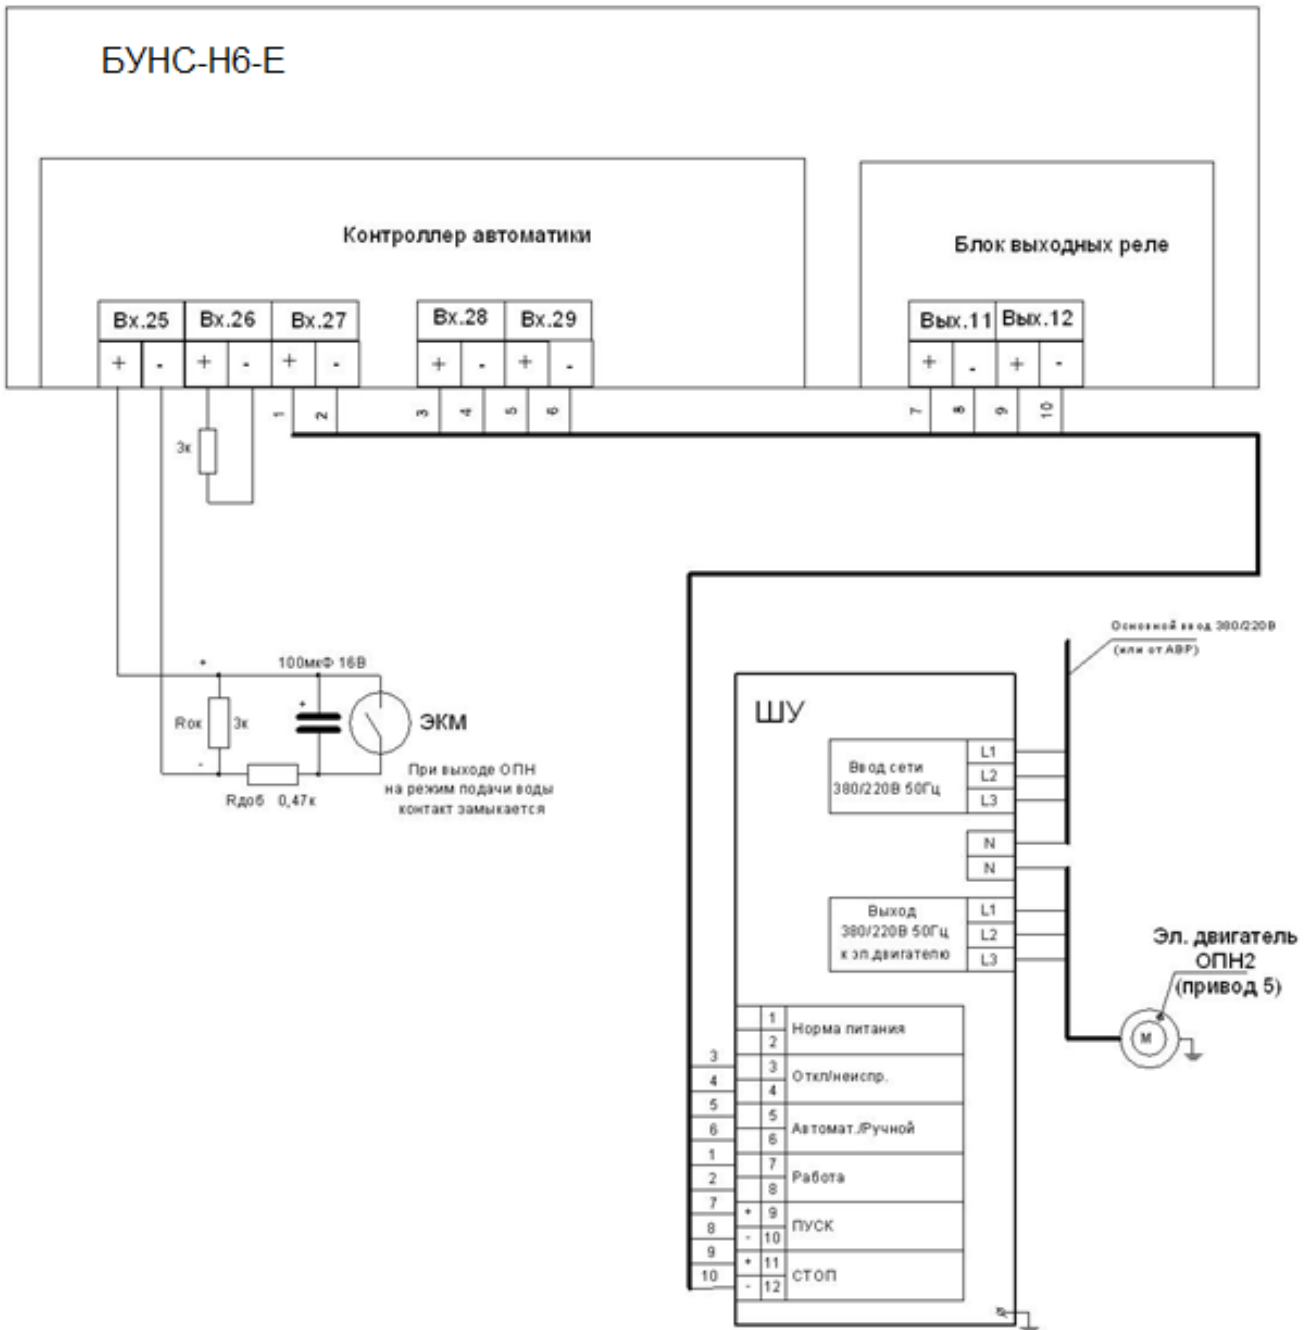 БУНС-Н6-Е
Контроллер автоматики
Блок выходных реле
Вх.25 Вх.26 Вх.27
Вх.28 Вх.29
Вых.11 Вых.12
+ - + - + -
+ - + -
+ - + -
1 2 3 4 5 6 7 8 9 10
3к
Основной ввод 380/220В
(или от АВР)
+ 100мкФ 16В
+
Rок 3к
ЭКМ
-
Rдоб 0,47к
При выходе ОПН
на режим подачи воды
контакт замыкается
ШУ
Ввод сети
380/220В 50Гц
L1
L2
L3
N
N
Выход
380/220В 50Гц
к эл.двигателю
L1
L2
L3
Эл. двигатель
ОПН2
(привод 5)
М
1
2
Норма питания
3 3
4 4
Откл/неиспр.
5 5
6 6
Автомат./Ручной
1 7
2 8
Работа
7 + 9
8 - 10
ПУСК
9 + 11
10 - 12
СТОП